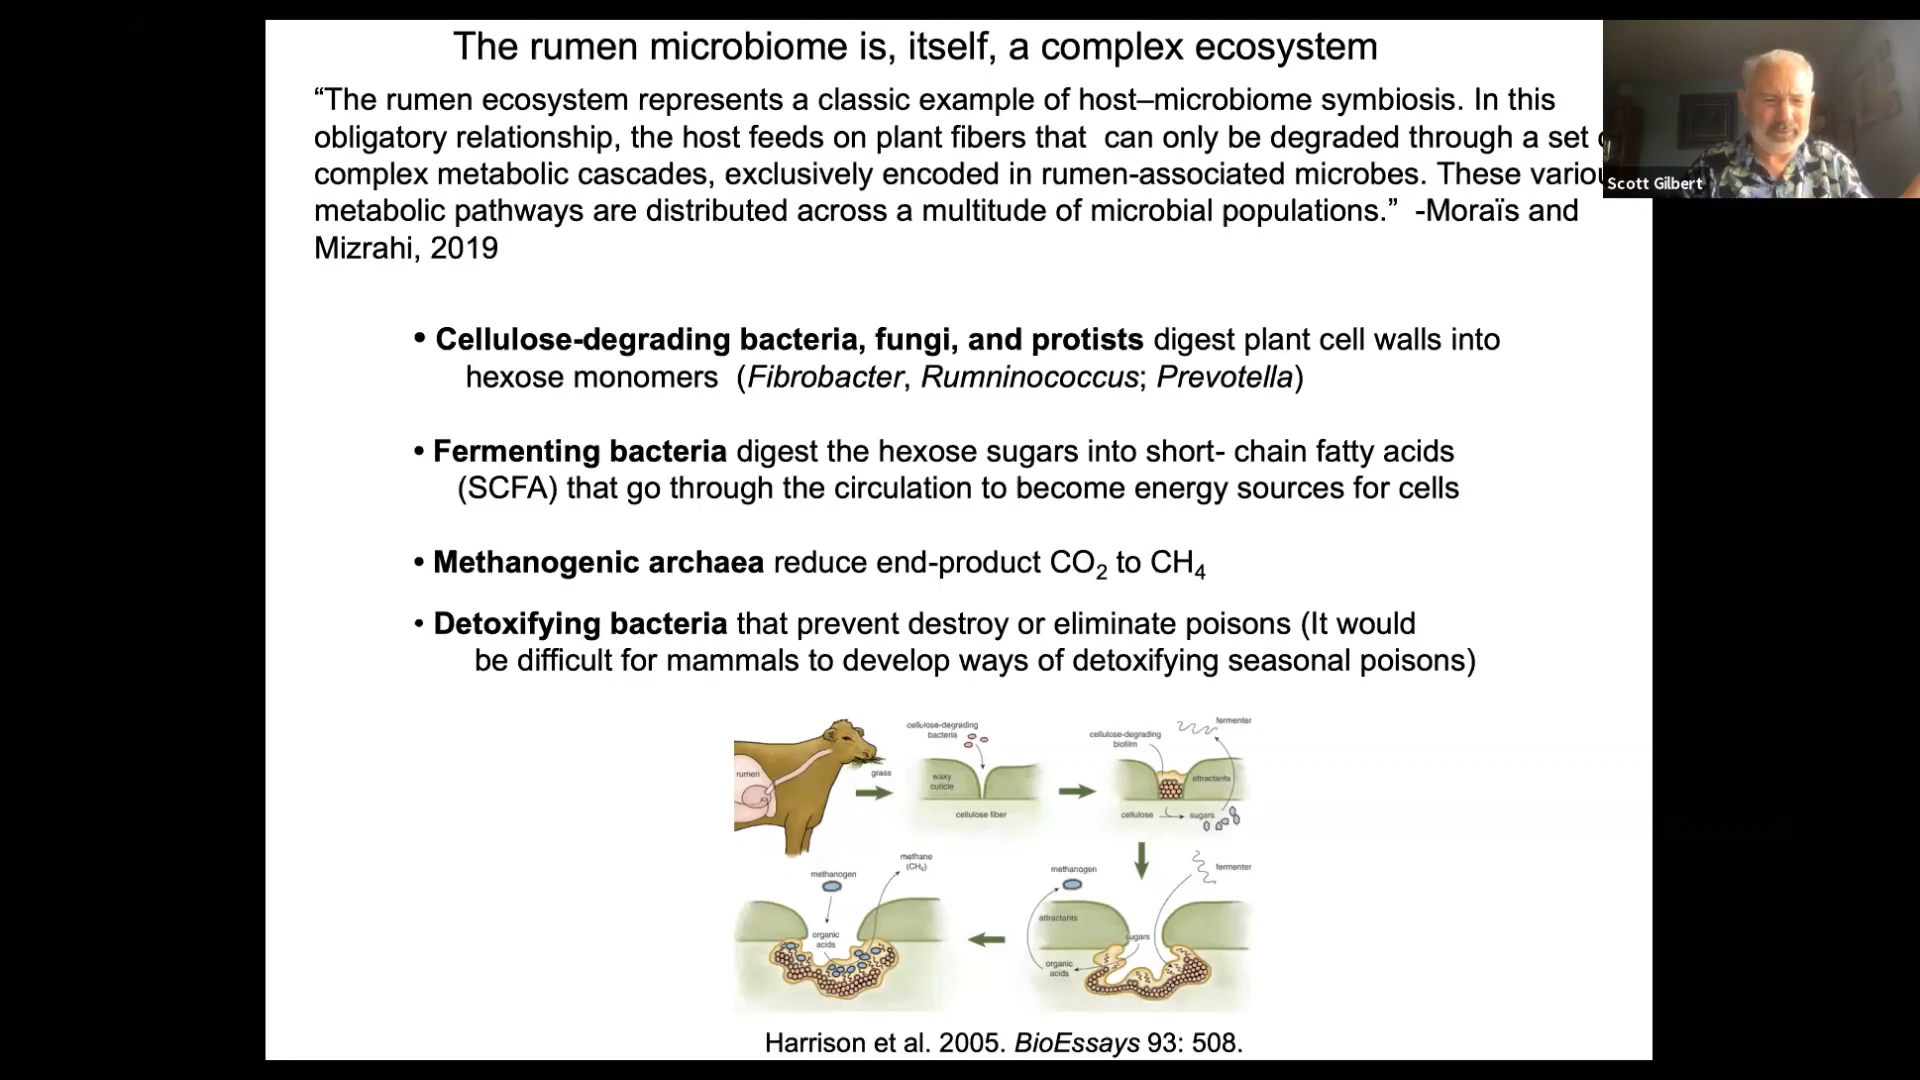 The rumen microbiome is, itself, a complex ecosystem
“The rumen ecosystem represents a classic example of host–microbiome symbiosis. In this
obligatory relationship, the host feeds on plant fibers that can only be degraded through a set
complex metabolic cascades, exclusively encoded in rumen-associated microbes. These variou
metabolic pathways are distributed across a multitude of microbial populations.” -Moraïs and
Mizrahi, 2019
Scott Gilbert
• Cellulose-degrading bacteria, fungi, and protists digest plant cell walls into
hexose monomers (Fibrobacter, Rumninococcus; Prevotella)
• Fermenting bacteria digest the hexose sugars into short- chain fatty acids
(SCFA) that go through the circulation to become energy sources for cells
• Methanogenic archaea reduce end-product CO₂ to CH₄
• Detoxifying bacteria that prevent destroy or eliminate poisons (It would
be difficult for mammals to develop ways of detoxifying seasonal poisons)
rumen
grass
cellulose-degrading
bacteria
waxy
cuticle
cellulose fiber
cellulose-degrading
biofilm
fermenter
attractants
cellulose
sugars
methanogen
organic
acids
methane
(CH₄)
methanogen
attractants
organic
acids
sugars
fermenter
Harrison et al. 2005. BioEssays 93: 508.